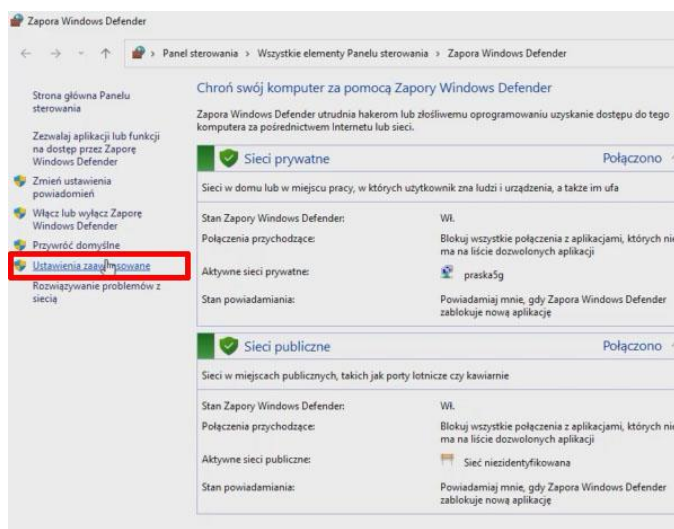 Zapora Windows Defender
Panel sterowania > Wszystkie elementy Panelu sterowania > Zapora Windows Defender
Strona główna Panelu
sterowania
Zezwalaj aplikacji lub funkcji
na dostęp przez Zaporę
Windows Defender
Zmień ustawienia
powiadomień
Włącz lub wyłącz Zaporę
Windows Defender
Przywróć domyślne
Ustawienia zaawansowane
Rozwiązywanie problemów z
siecią
Chroń swój komputer za pomocą Zapory Windows Defender
Zapora Windows Defender utrudnia hakerom lub złośliwemu oprogramowaniu uzyskanie dostępu do tego
komputera za pośrednictwem Internetu lub sieci.
Sieci prywatne Połączono
Sieci w domu lub w miejscu pracy, w których użytkownik zna ludzi i urządzenia, a także im ufa
Stan Zapory Windows Defender: Wł.
Połączenia przychodzące: Blokuj wszystkie połączenia z aplikacjami, których nie
ma na liście dozwolonych aplikacji
Aktywne sieci prywatne: praska5g
Stan powiadamiania: Powiadamiaj mnie, gdy Zapora Windows Defender
zablokuje nową aplikację
Sieci publiczne Połączono
Sieci w miejscach publicznych, takich jak porty lotnicze czy kawiarnie
Stan Zapory Windows Defender: Wł.
Połączenia przychodzące: Blokuj wszystkie połączenia z aplikacjami, których nie
ma na liście dozwolonych aplikacji
Aktywne sieci publiczne: Sieć niezidentyfikowana
Stan powiadamiania: Powiadamiaj mnie, gdy Zapora Windows Defender
zablokuje nową aplikację